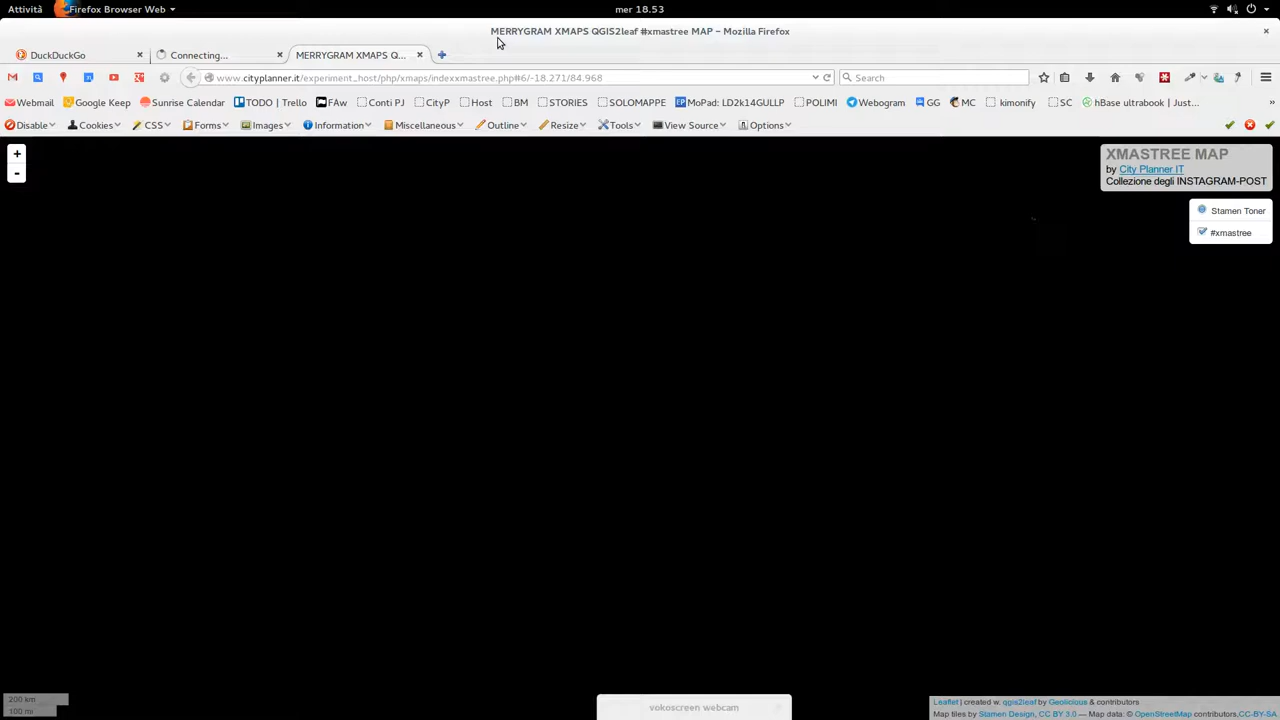 Attività Firefox Browser Web mer 18.53
MERRYGRAM XMAPS QGIS2leaf #xmastree MAP - Mozilla Firefox
DuckDuckGo Connecting... MERRYGRAM XMAPS Q...
www.cityplanner.it/experiment_host/php/xmaps/indexxmastree.php#6/-18.271/84.968 Search
Webmail Google Keep Sunrise Calendar TODO | Trello FAw Conti PJ CityP Host BM STORIES SOLOMAPPE MoPad: LD2k14GULLP POLIMI Webogram GG MC kimonify SC hBase ultrabook | Just...
Disable Cookies CSS Forms Images Information Miscellaneous Outline Resize Tools View Source Options
+
-
XMASTREE MAP
by City Planner IT
Collezione degli INSTAGRAM-POST
Stamen Toner
#xmastree
200 km
100 mi
vokoscreen webcam
Leaflet | created w. qgis2leaf by Geolicious & contributors
Map tiles by Stamen Design, CC BY 3.0 — Map data: © OpenStreetMap contributors,CC-BY-SA